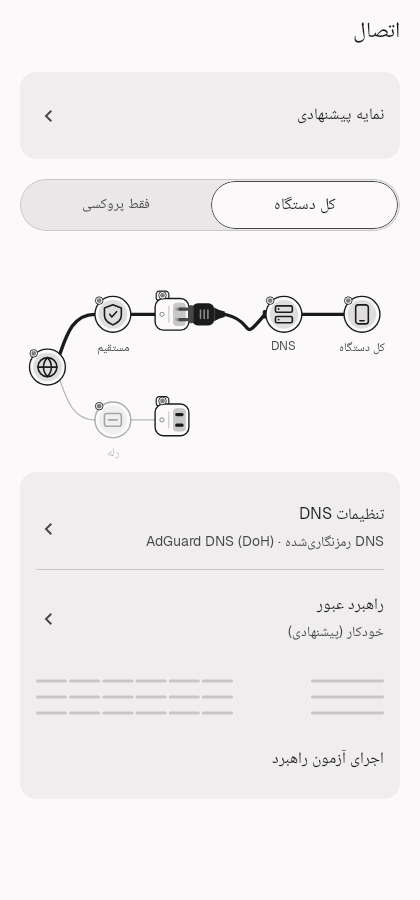 اتصال
نمایه پیشنهادی
کل دستگاه
فقط پروکسی
کل دستگاه
DNS
مستقیم
رله
تنظیمات DNS
DNS رمزنگاری‌شده · AdGuard DNS (DoH)
راهبرد عبور
خودکار (پیشنهادی)
اجرای آزمون راهبرد